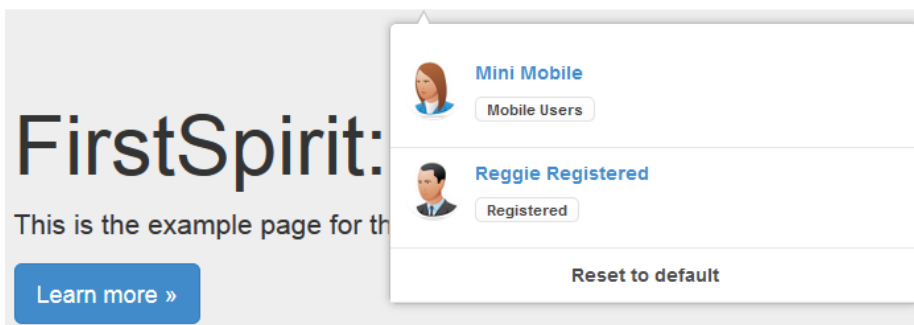 FirstSpirit:
This is the example page for th
Learn more »
Mini Mobile
Mobile Users
Reggie Registered
Registered
Reset to default